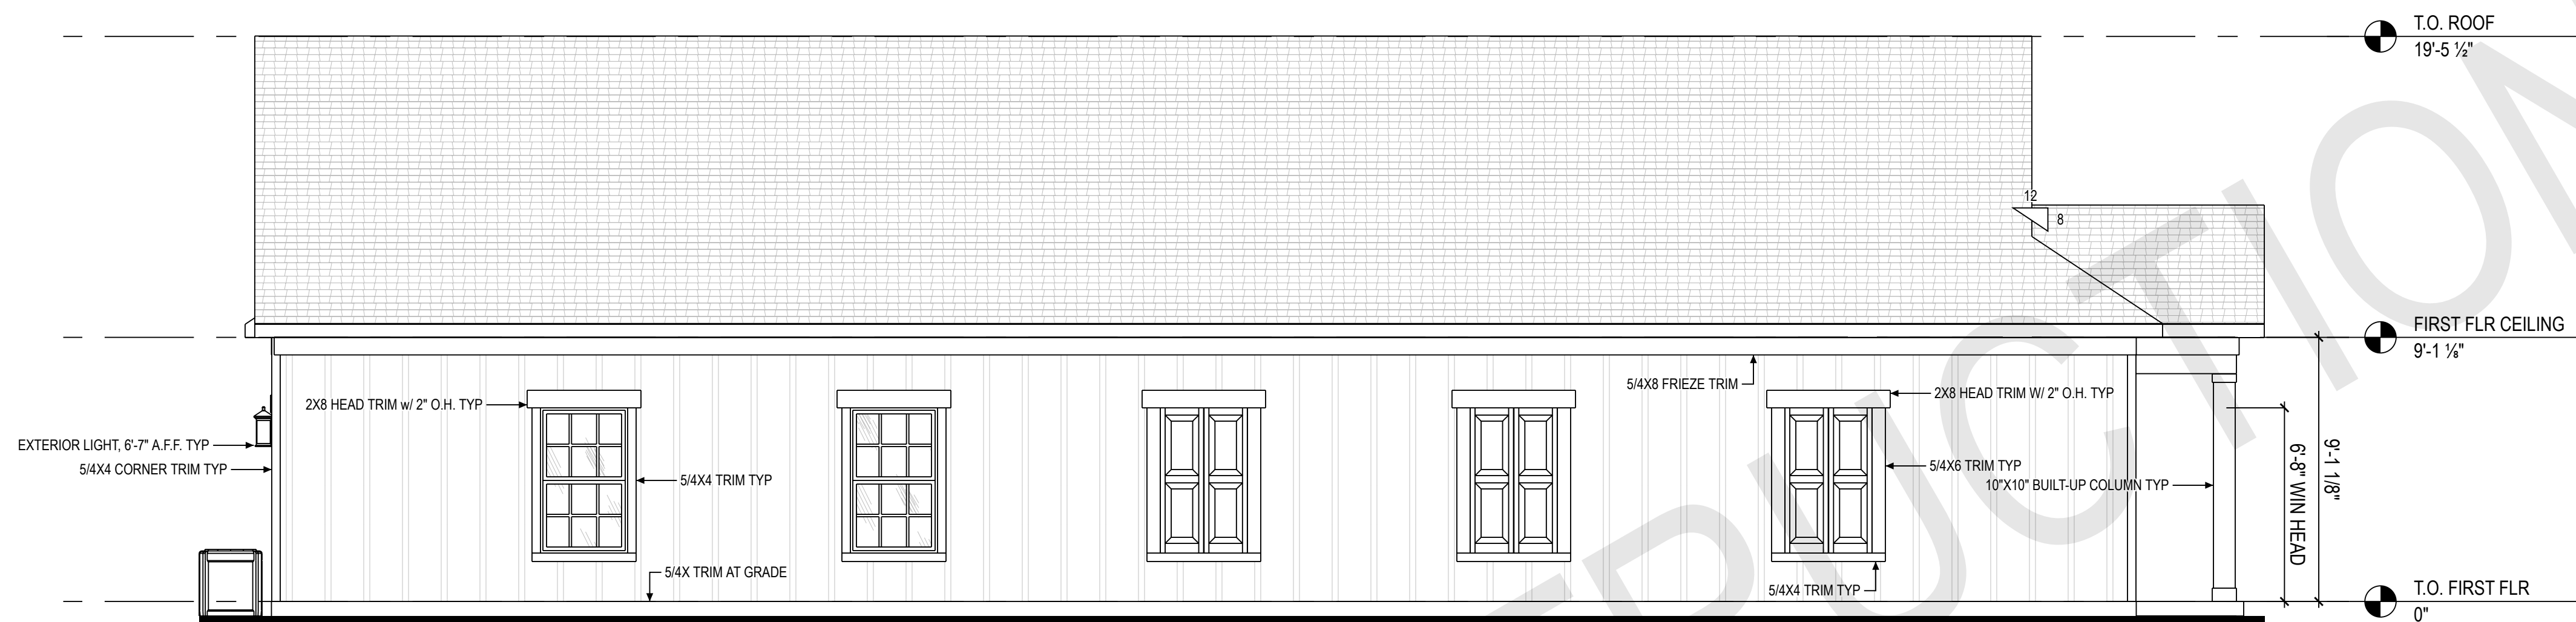 T.O. ROOF
19'-5 ½"
12
8
FIRST FLR CEILING
9'-1 ⅛"
5/4X8 FRIEZE TRIM
2X8 HEAD TRIM w/ 2" O.H. TYP
2X8 HEAD TRIM W/ 2" O.H. TYP
EXTERIOR LIGHT, 6'-7" A.F.F. TYP
5/4X4 CORNER TRIM TYP
5/4X4 TRIM TYP
5/4X6 TRIM TYP
10"X10" BUILT-UP COLUMN TYP
6'-8" WIN HEAD
9'-1 1/8"
5/4X TRIM AT GRADE
5/4X4 TRIM TYP
T.O. FIRST FLR
0"
TRUCTION